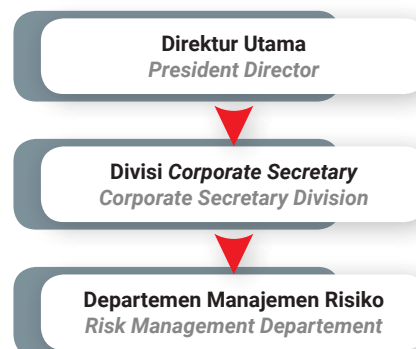 Direktur Utama
President Director
Divisi Corporate Secretary
Corporate Secretary Division
Departemen Manajemen Risiko
Risk Management Departement